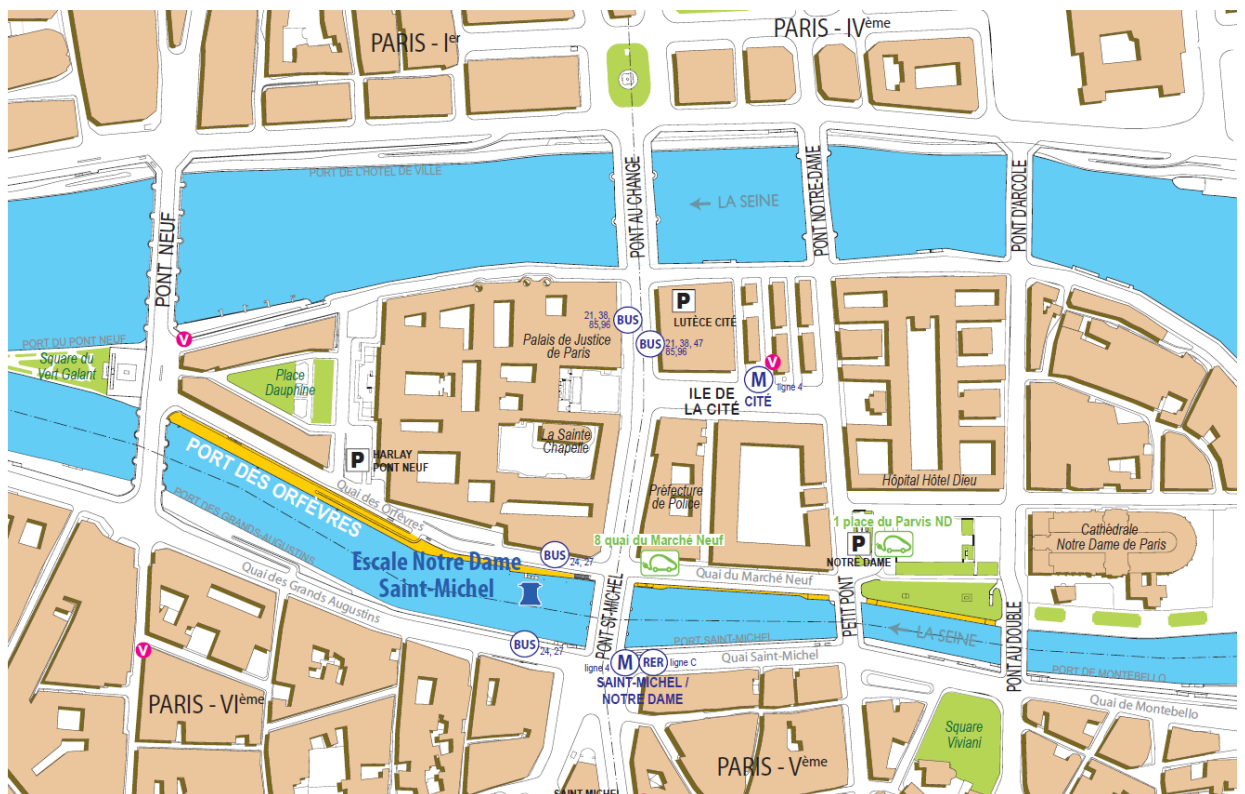 PARIS - Ier
PARIS - IVème
PORT DE L'HÔTEL DE VILLE
PONT AU CHANGE
← LA SEINE
PONT NOTRE-DAME
PONT D'ARCOLE
PONT NEUF
P
LUTÈCE CITÉ
21, 38,
85,96
BUS
BUS
21, 38, 47
85,96
Palais de Justice
de Paris
V
PORT DU PONT NEUF
Square du
Vert Galant
Place
Dauphine
V
M
ligne 4
CITÉ
ILE DE
LA CITÉ
La Sainte
Chapelle
P
HARLAY
PONT NEUF
PORT DES ORFÈVRES
Quai des Orfèvres
Préfecture
de Police
Hôpital Hôtel Dieu
PORT DES GRANDS AUGUSTINS
1 place du Parvis ND
P
NOTRE DAME
Cathédrale
Notre Dame de Paris
8 quai du Marché Neuf
BUS
24, 27
Escale Notre Dame
Saint-Michel
Quai du Marché Neuf
Quai des Grands Augustins
PONT ST-MICHEL
PETIT PONT
PONT AU DOUBLE
← LA SEINE
BUS
24, 27
PORT SAINT-MICHEL
Quai Saint-Michel
V
ligne 4
M
RER
ligne C
SAINT-MICHEL /
NOTRE DAME
PORT DE MONTEBELLO
Quai de Montebello
PARIS - VIème
Square
Viviani
PARIS - Vème
SAINT MICHEL